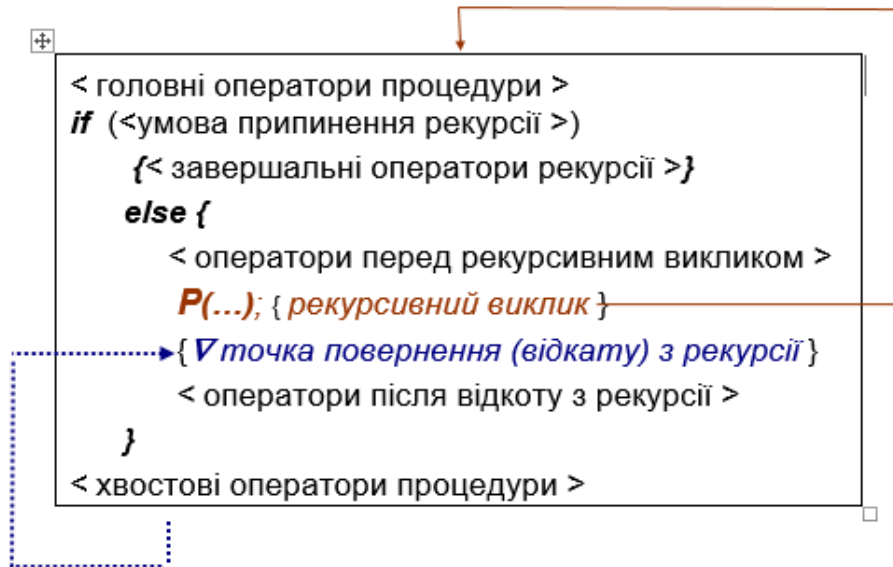 < головні оператори процедури >
if (<умова припинення рекурсії >)
{< завершальні оператори рекурсії >}
else {
< оператори перед рекурсивним викликом >
P(...); { рекурсивний виклик }
{ ∇ точка повернення (відкату) з рекурсії }
< оператори після відкоту з рекурсії >
}
< хвостові оператори процедури >